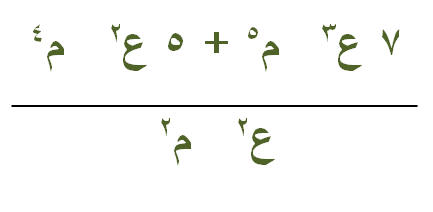 ٧ ع٣ م٥ + ٥ ع٢ م٤
ع٢ م٢